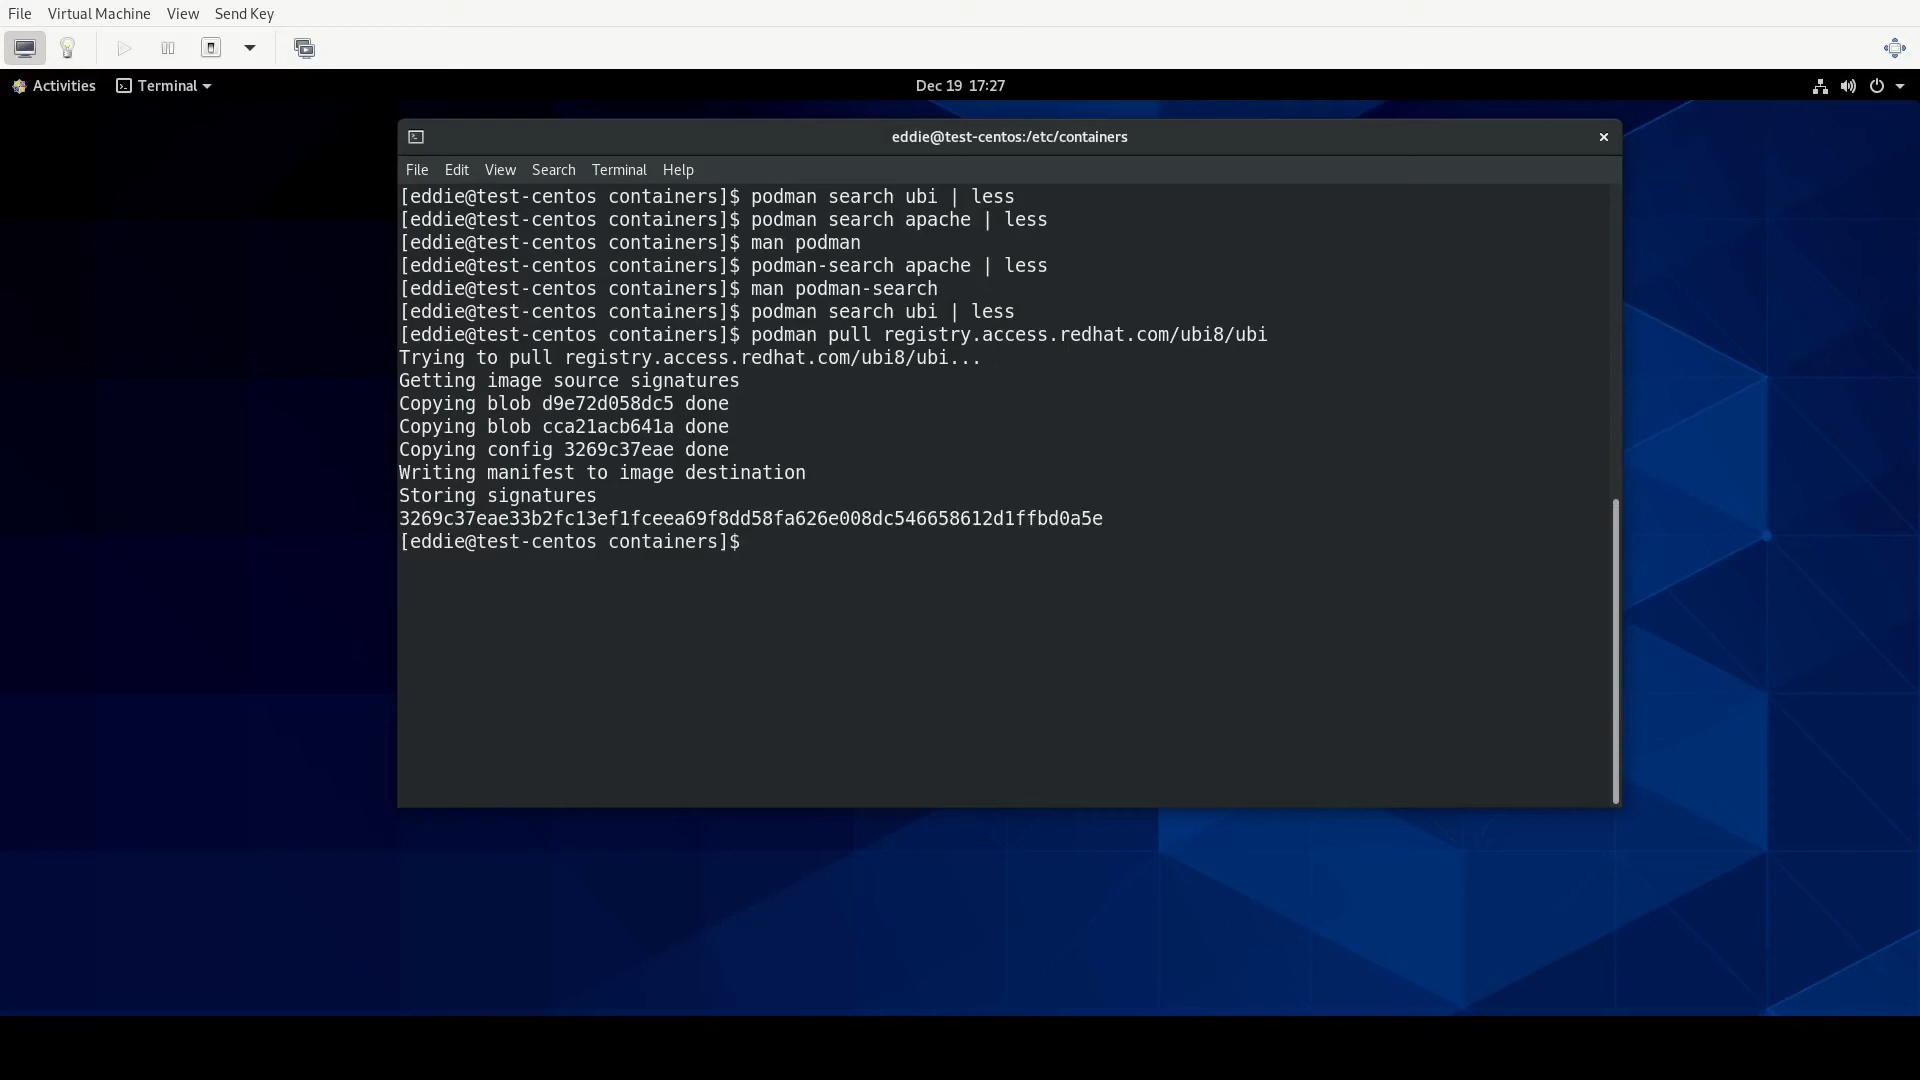 File Virtual Machine View Send Key
Activities Terminal Dec 19 17:27
eddie@test-centos:/etc/containers
File Edit View Search Terminal Help
[eddie@test-centos containers]$ podman search ubi | less
[eddie@test-centos containers]$ podman search apache | less
[eddie@test-centos containers]$ man podman
[eddie@test-centos containers]$ podman-search apache | less
[eddie@test-centos containers]$ man podman-search
[eddie@test-centos containers]$ podman search ubi | less
[eddie@test-centos containers]$ podman pull registry.access.redhat.com/ubi8/ubi
Trying to pull registry.access.redhat.com/ubi8/ubi...
Getting image source signatures
Copying blob d9e72d058dc5 done
Copying blob cca21acb641a done
Copying config 3269c37eae done
Writing manifest to image destination
Storing signatures
3269c37eae33b2fc13ef1fceea69f8dd58fa626e008dc546658612d1ffbd0a5e
[eddie@test-centos containers]$